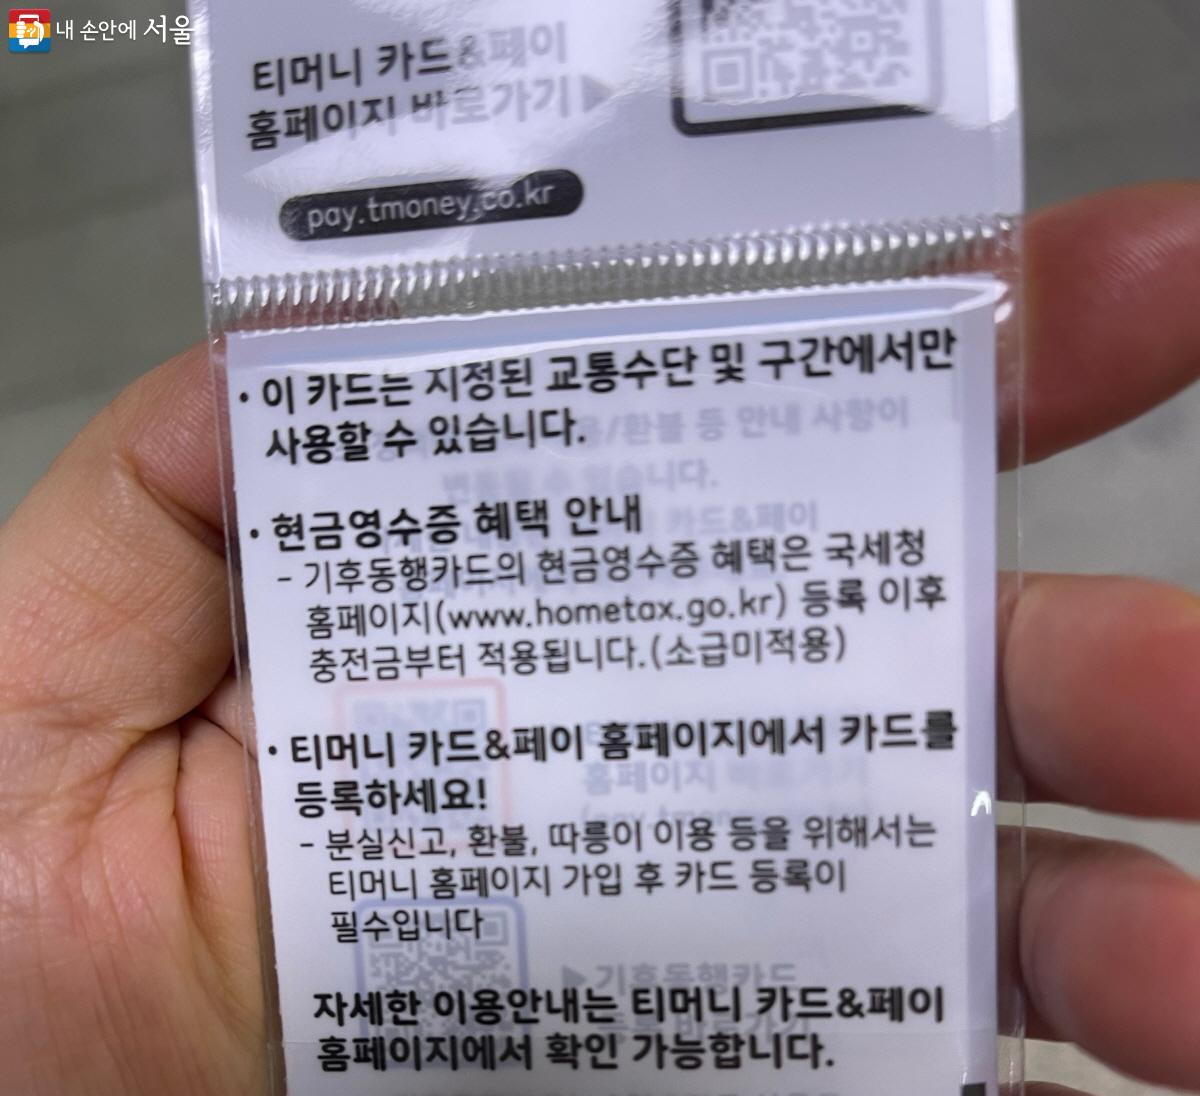 내 손안에 서울
티머니 카드&페이
홈페이지 바로가기 ▶
pay.tmoney.co.kr
· 이 카드는 지정된 교통수단 및 구간에서만
사용할 수 있습니다.
· 현금영수증 혜택 안내
- 기후동행카드의 현금영수증 혜택은 국세청
홈페이지(www.hometax.go.kr) 등록 이후
충전금부터 적용됩니다.(소급미적용)
· 티머니 카드&페이 홈페이지에서 카드를
등록하세요!
- 분실신고, 환불, 따릉이 이용 등을 위해서는
티머니 홈페이지 가입 후 카드 등록이
필수입니다
자세한 이용안내는 티머니 카드&페이
홈페이지에서 확인 가능합니다.